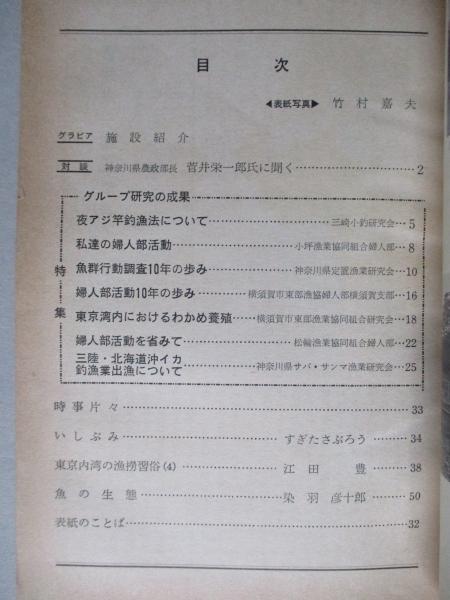 目次
◀表紙写真▶ 竹村嘉夫
グラビア 施設紹介
対談 神奈川県農政部長 菅井栄一郎氏に聞く…………………2
特集
グループ研究の成果
夜アジ竿釣漁法について…………………三崎小釣研究会…5
私達の婦人部活動…………………小坪漁業協同組合婦人部…8
魚群行動調査10年の歩み…………………神奈川県定置漁業研究会…10
婦人部活動10年の歩み…………………横須賀市東部漁協婦人部横須賀支部…16
東京湾内におけるわかめ養殖……横須賀市東部漁業協同組合研究会…18
婦人部活動を省みて…………………松輪漁業協同組合婦人部…22
三陸・北海道沖イカ
釣漁業出漁について…………神奈川県サバ・サンマ漁業研究会…25
時事片々…………………33
いしぶみ…………………すぎたさぶろう…………34
東京内湾の漁撈習俗(4)…………………江田豊…………38
魚の生態…………………染羽彦十郎…………50
表紙のことば…………………32